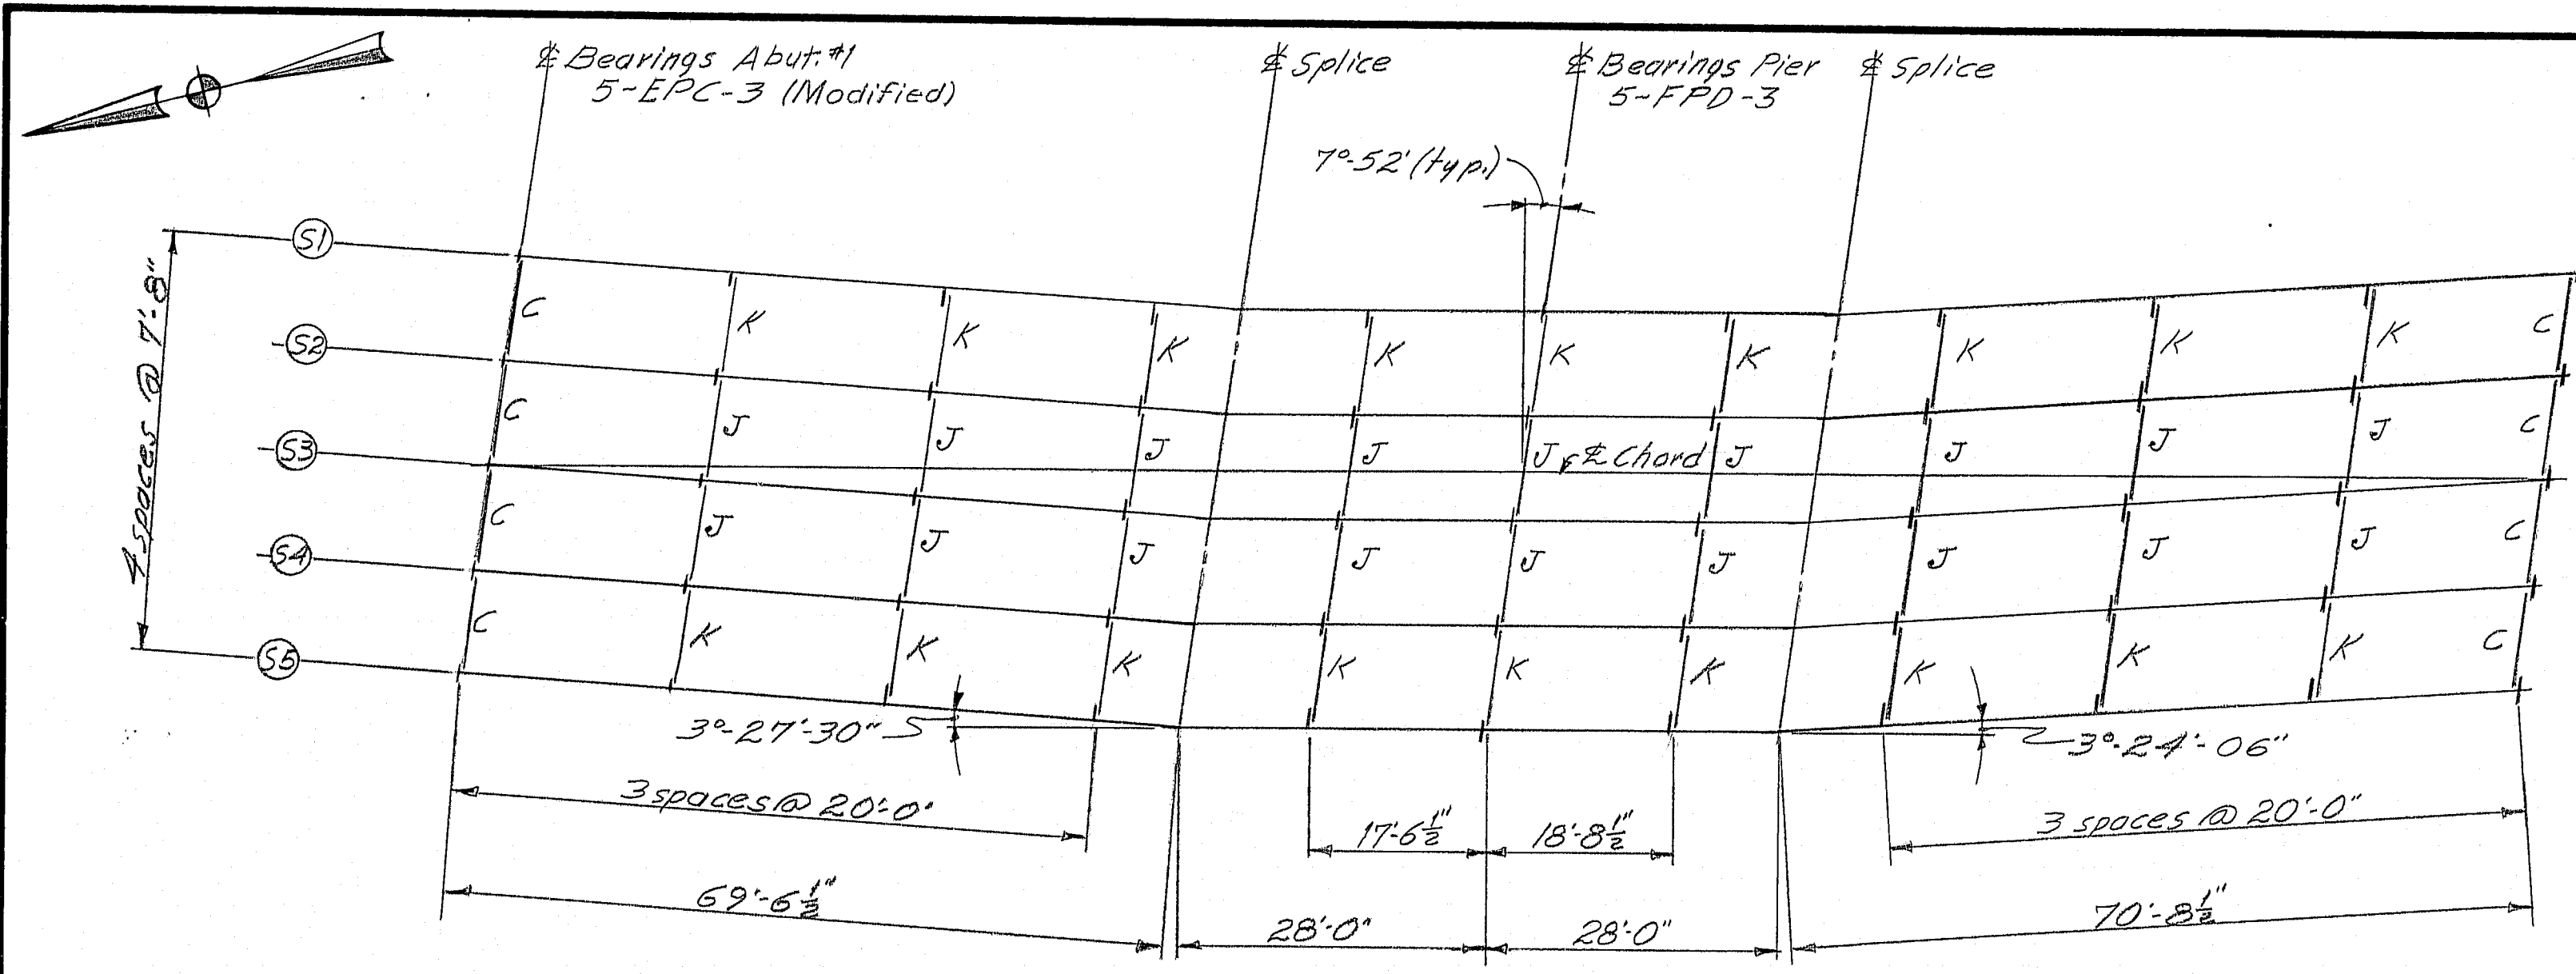 ℄ Bearings Abut. #1
5-EPC-3 (Modified)
℄ Splice
℄ Bearings Pier
5-FPD-3
℄ Splice
7°-52' (typ.)
4 spaces @ 7'-8"
S1
S2
S3
S4
S5
C K K K K K K K K K C
C J J J J J ℄ Chord J J J J C
C J J J J J J J J J C
C K K K K K K K K K C
3°-27'-30"
3°-24'-06"
3 spaces @ 20'-0"
17'-6½"
18'-8½"
3 spaces @ 20'-0"
69'-6½"
28'-0"
28'-0"
70'-8½"